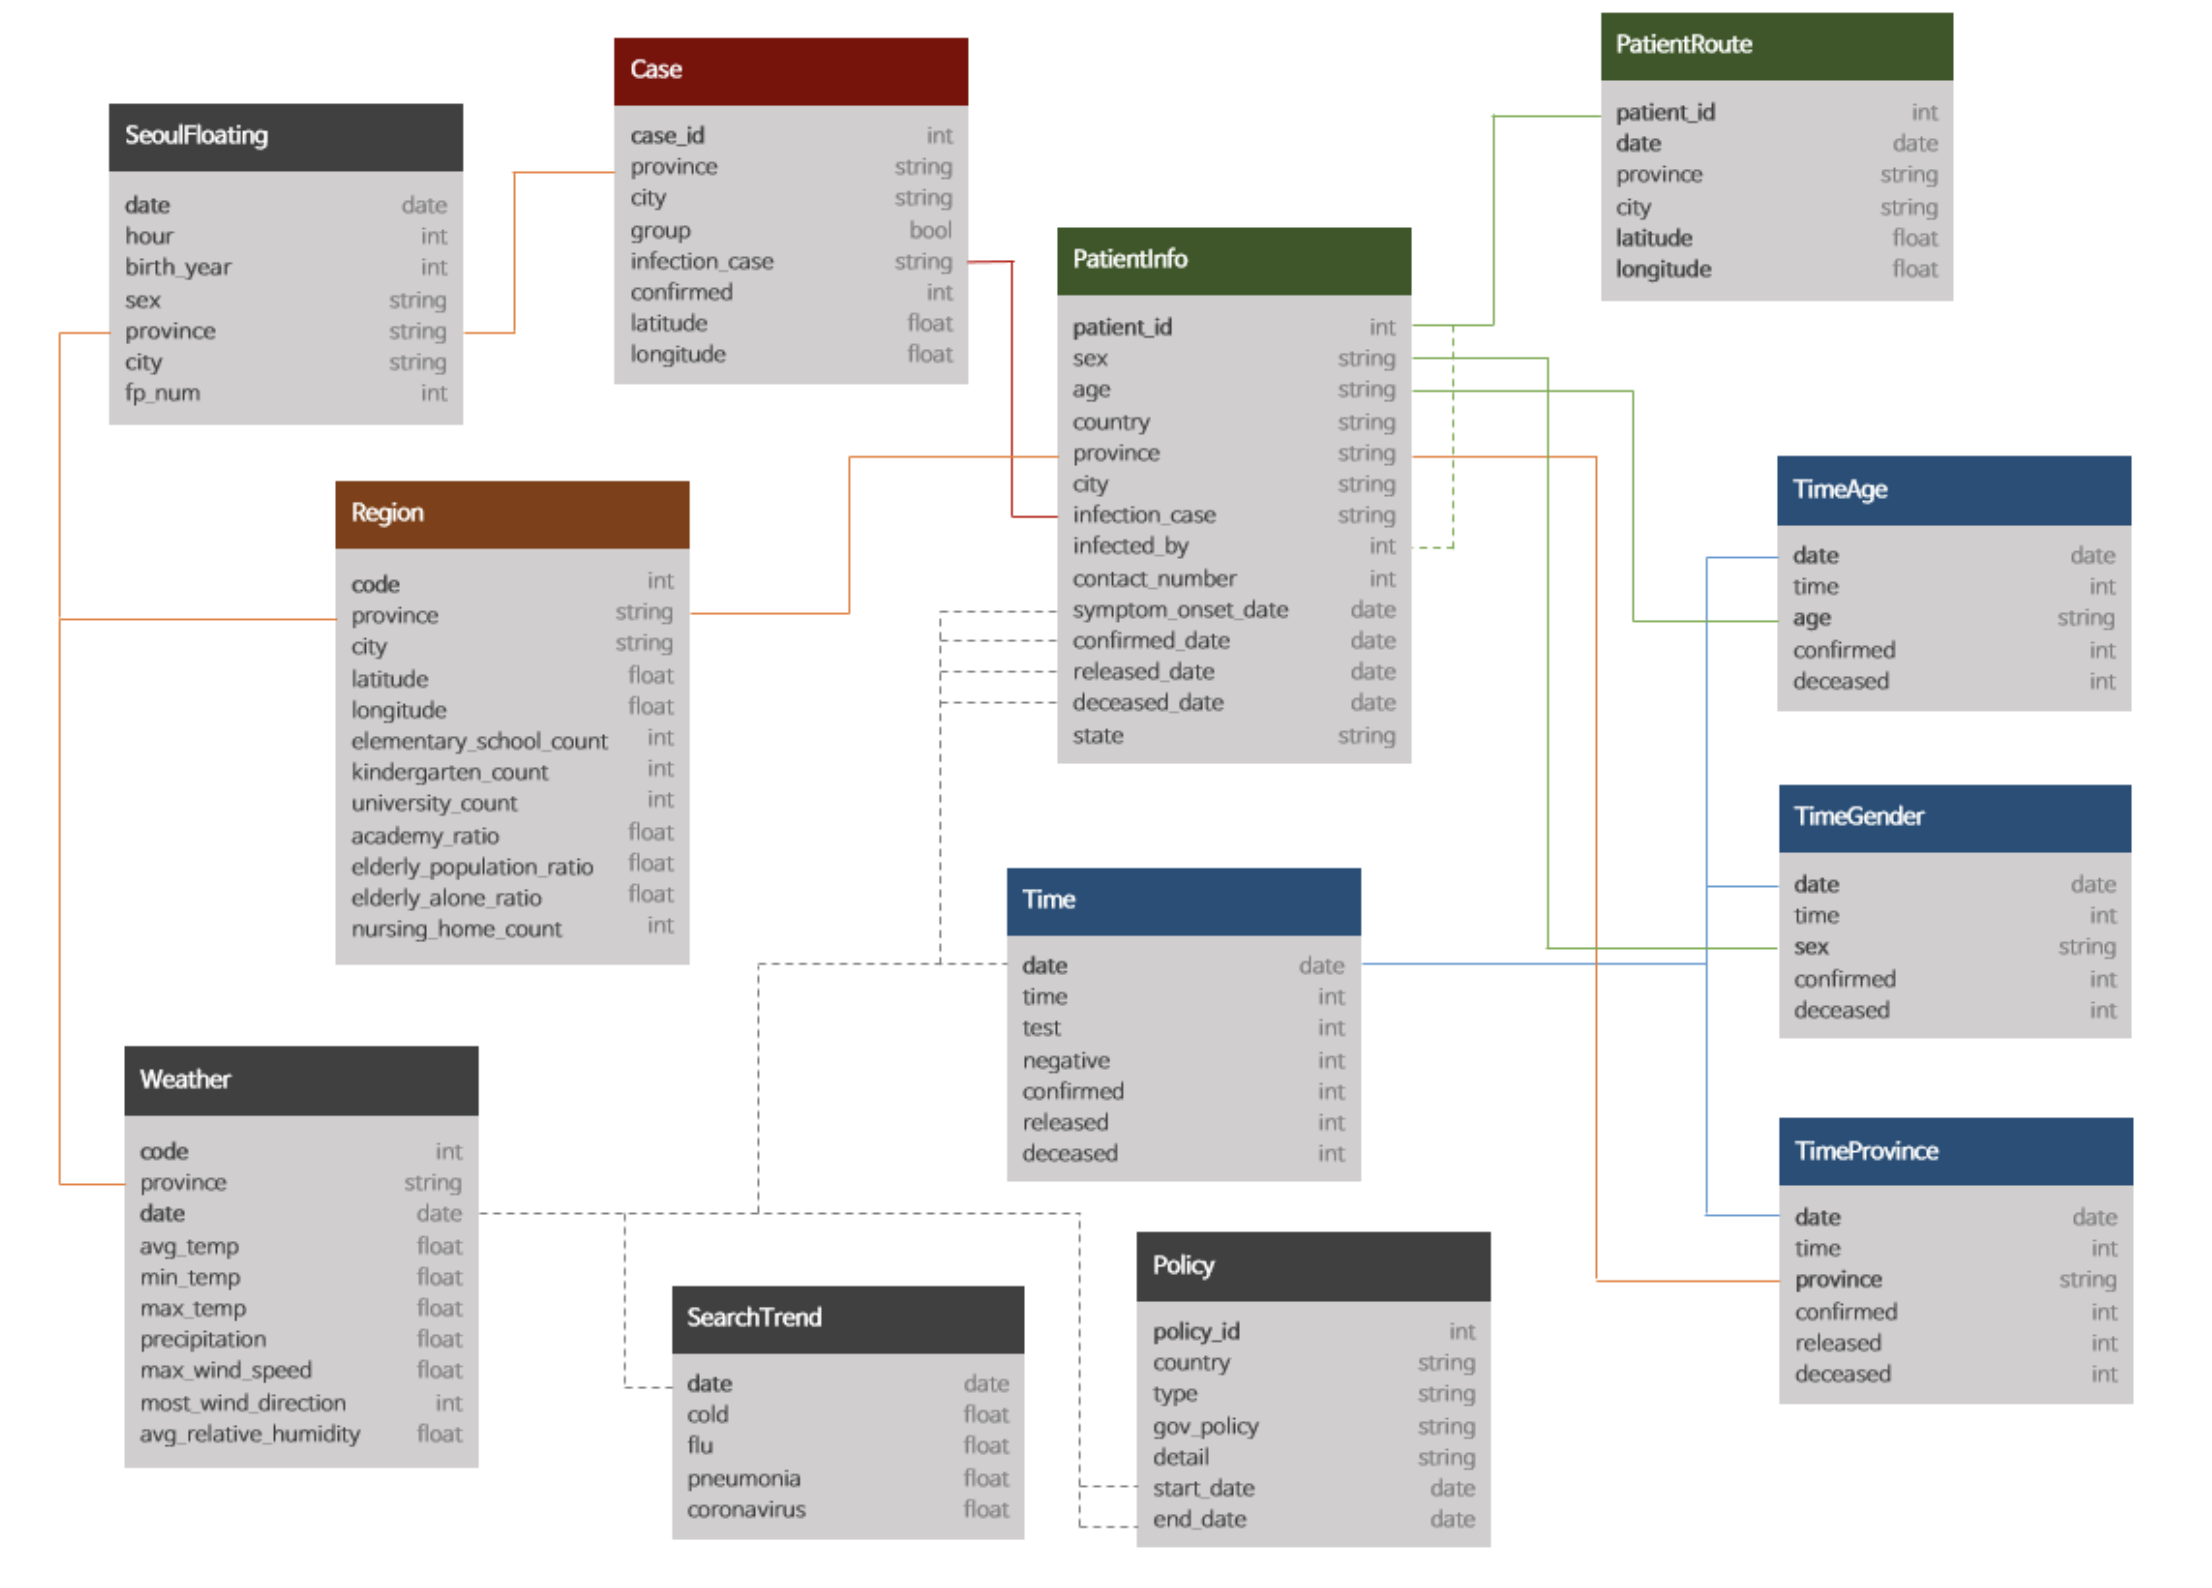 SeoulFloating
date date
hour int
birth_year int
sex string
province string
city string
fp_num int
Case
case_id int
province string
city string
group bool
infection_case string
confirmed int
latitude float
longitude float
PatientRoute
patient_id int
date date
province string
city string
latitude float
longitude float
PatientInfo
patient_id int
sex string
age string
country string
province string
city string
infection_case string
infected_by int
contact_number int
symptom_onset_date date
confirmed_date date
released_date date
deceased_date date
state string
Region
code int
province string
city string
latitude float
longitude float
elementary_school_count int
kindergarten_count int
university_count int
academy_ratio float
elderly_population_ratio float
elderly_alone_ratio float
nursing_home_count int
TimeAge
date date
time int
age string
confirmed int
deceased int
TimeGender
date date
time int
sex string
confirmed int
deceased int
Time
date date
time int
test int
negative int
confirmed int
released int
deceased int
Weather
code int
province string
date date
avg_temp float
min_temp float
max_temp float
precipitation float
max_wind_speed float
most_wind_direction int
avg_relative_humidity float
TimeProvince
date date
time int
province string
confirmed int
released int
deceased int
SearchTrend
date date
cold float
flu float
pneumonia float
coronavirus float
Policy
policy_id int
country string
type string
gov_policy string
detail string
start_date date
end_date date